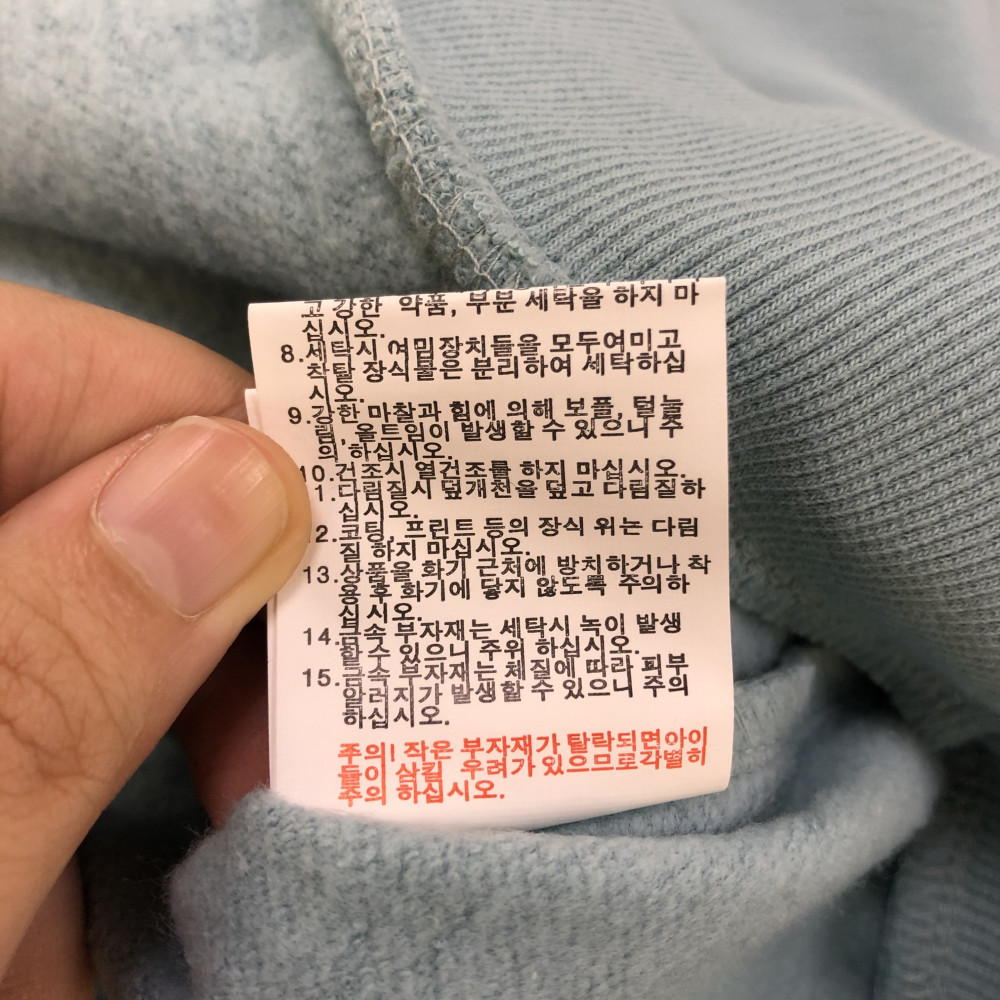 고 강한 약품, 부분 세탁을 하지 마
십시오.
8.세탁시 여밈장치들을 모두여미고
착탈 장식물은 분리하여 세탁하십
시오.
9.강한 마찰과 힘에 의해 보플, 털눌
림, 올트임이 발생할 수 있으니 주
의 하십시오.
10.건조시 열건조를 하지 마십시오.
1.다림질시 덮개천을 덮고 다림질하
십시오.
12.코팅, 프린트 등의 장식 위는 다림
질 하지 마십시오.
13.상품을 화기 근처에 방치하거나 착
용 후 화기에 닿지 않도록 주의하
십시오.
14.금속 부자재는 세탁시 녹이 발생
할 수 있으니 주위 하십시오.
15.금속 부자재는 체질에 따라 피부
알러지가 발생할 수 있으니 주의
하십시오.
주의! 작은 부자재가 탈락되면아이
들이 삼킬 우려가 있으므로각별히
주의 하십시오.